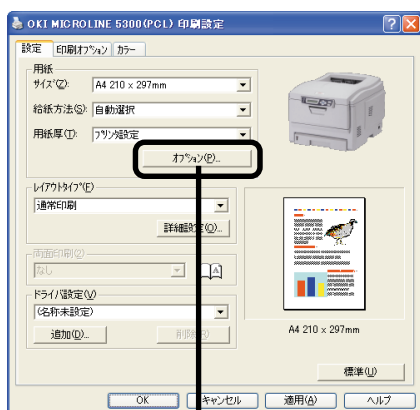 OKI MICROLINE 5300(PCL) 印刷設定
設定 印刷オプション カラー
用紙
サイズ(Z): A4 210 x 297mm
給紙方法(S): 自動選択
用紙厚(T): プリンタ設定
オプション(P)...
レイアウトタイプ(F)
通常印刷
詳細設定(O)...
両面印刷(2)
なし
ドライバ設定(V)
(名称未設定)
追加(D)...
A4 210 x 297mm
標準(U)
OK キャンセル 適用(A) ヘルプ